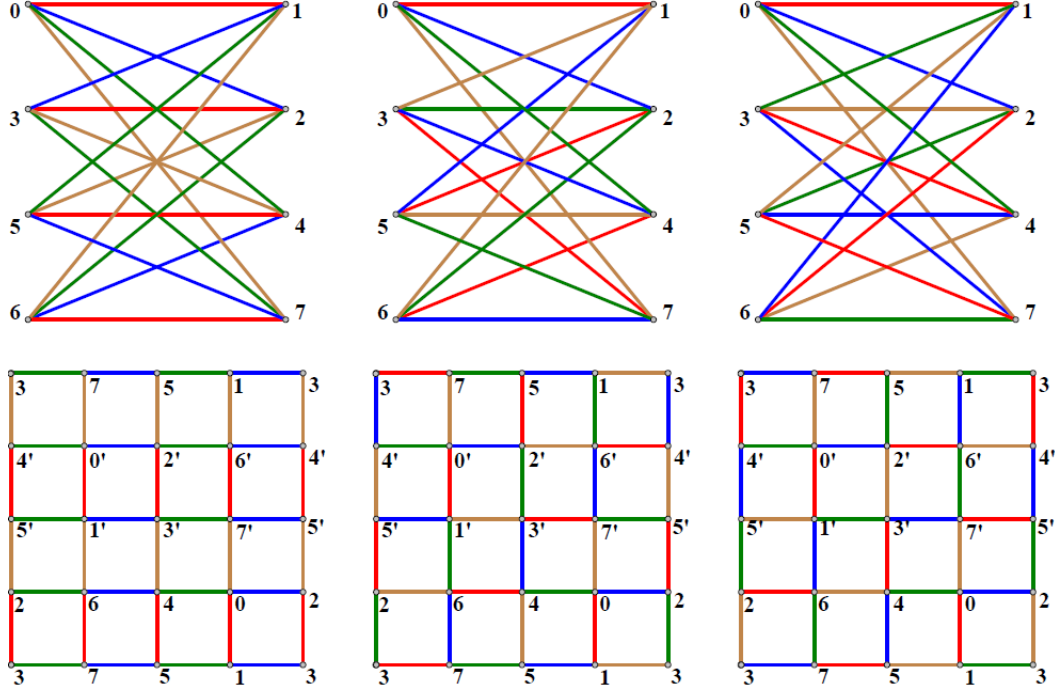 0 1 0 1 0 1
3 2 3 2 3 2
5 4 5 4 5 4
6 7 6 7 6 7
3 7 5 1 3 3 7 5 1 3 3 7 5 1 3
4' 0' 2' 6' 4' 4' 0' 2' 6' 4' 4' 0' 2' 6' 4'
5' 1' 3' 7' 5' 5' 1' 3' 7' 5' 5' 1' 3' 7' 5'
2 6 4 0 2 2 6 4 0 2 2 6 4 0 2
3 7 5 1 3 3 7 5 1 3 3 7 5 1 3